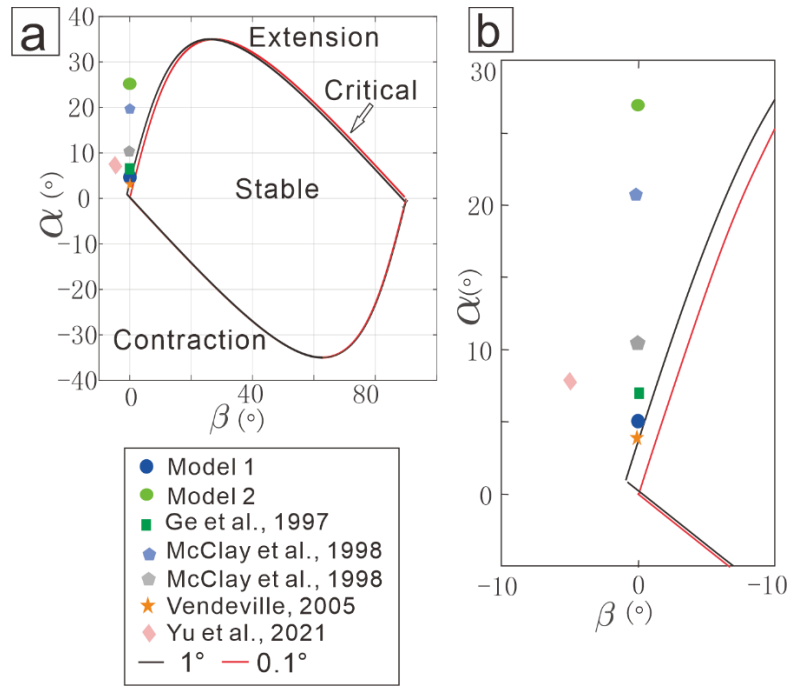 a
40
30
20
10
0
-10
-20
-30
-40
α (°)
Extension
Critical
Stable
Contraction
0
40
80
β (°)
b
30
20
10
0
α(°)
-10
0
-10
β (°)
Model 1
Model 2
Ge et al., 1997
McClay et al., 1998
McClay et al., 1998
Vendeville, 2005
Yu et al., 2021
1° 0.1°